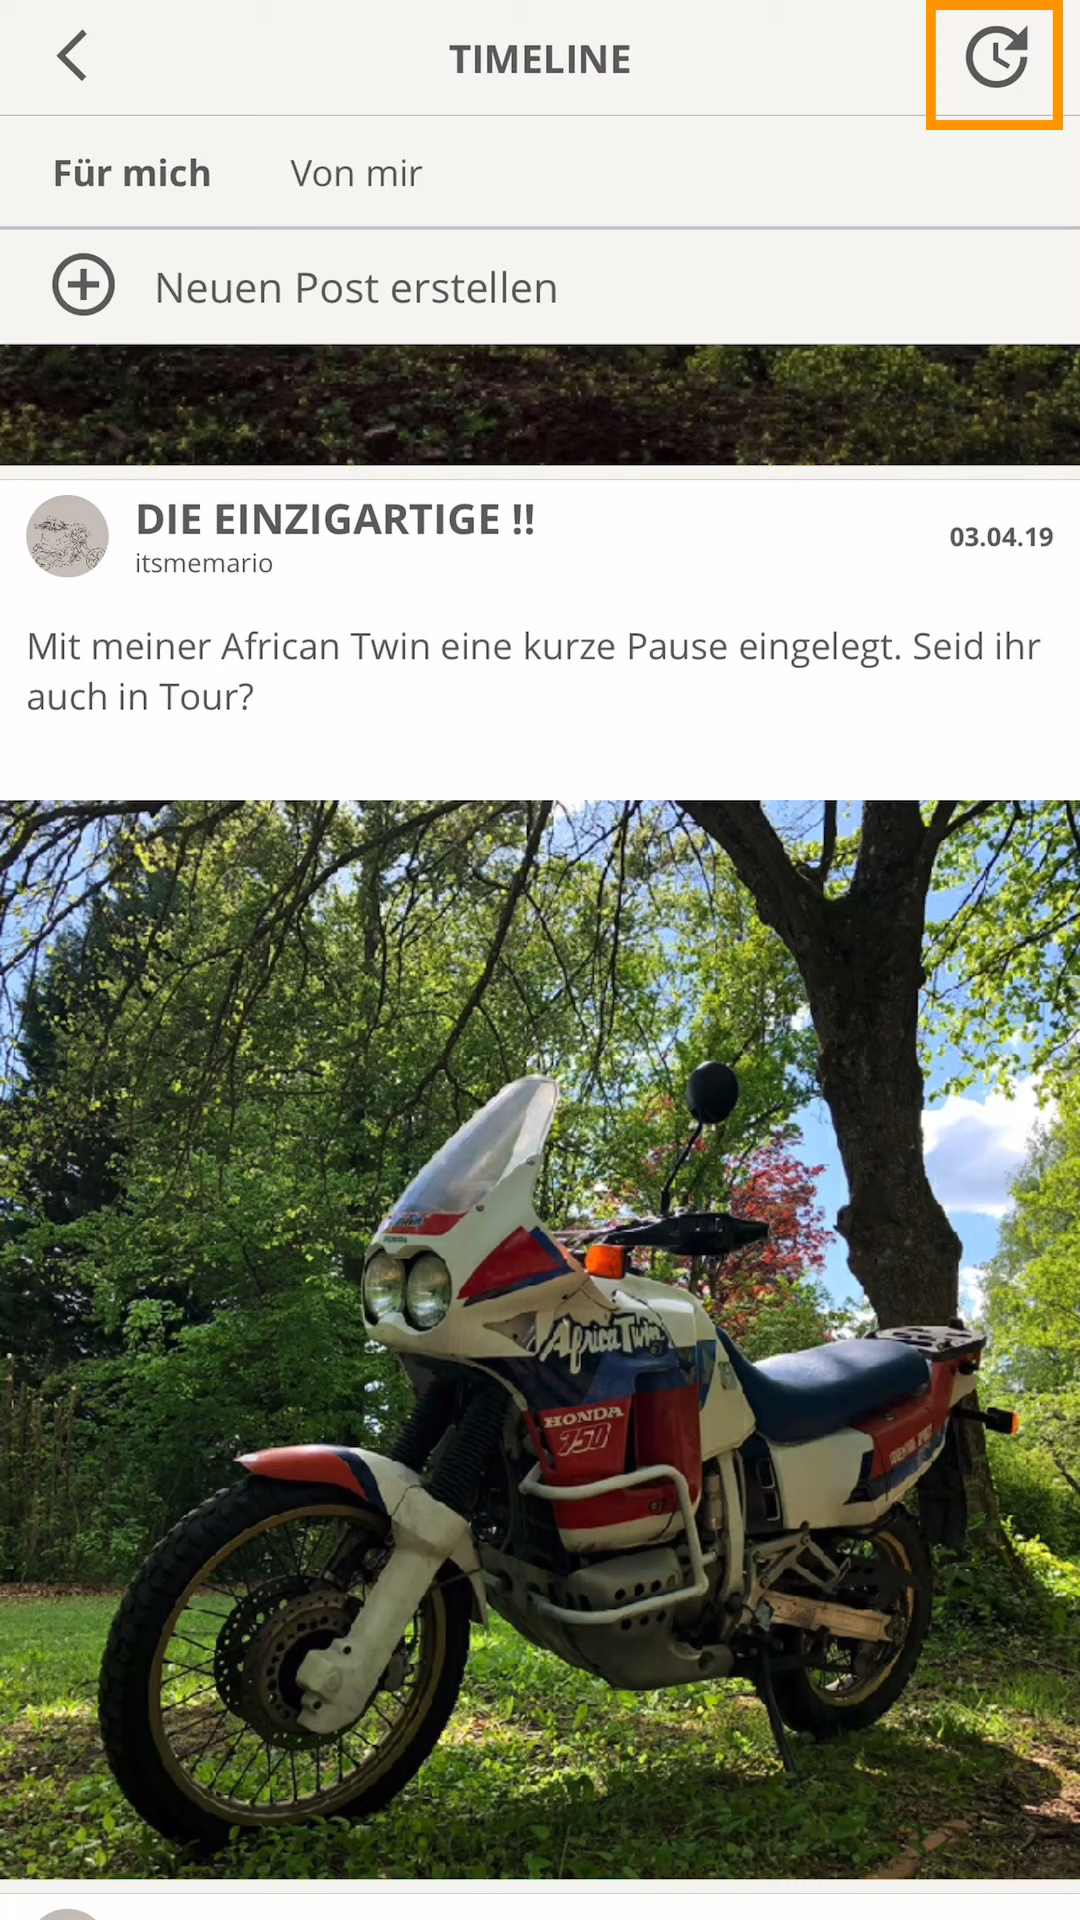 TIMELINE
Für mich
Von mir
Neuen Post erstellen
DIE EINZIGARTIGE !!
itsmemario
03.04.19
Mit meiner African Twin eine kurze Pause eingelegt. Seid ihr
auch in Tour?
HONDA
Africa Twin
HONDA
750